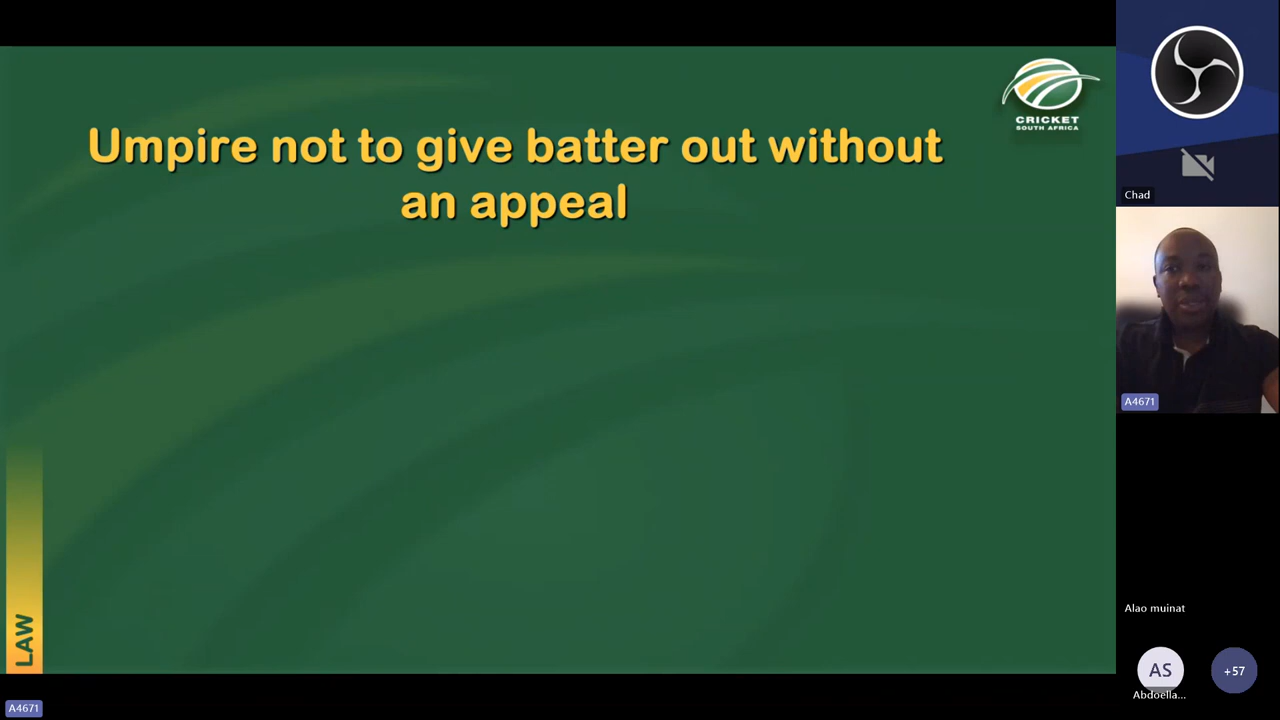 Umpire not to give batter out without
an appeal
CRICKET
SOUTH AFRICA
LAW
A4671
Chad
A4671
Alao muinat
AS
Abdoella...
+57